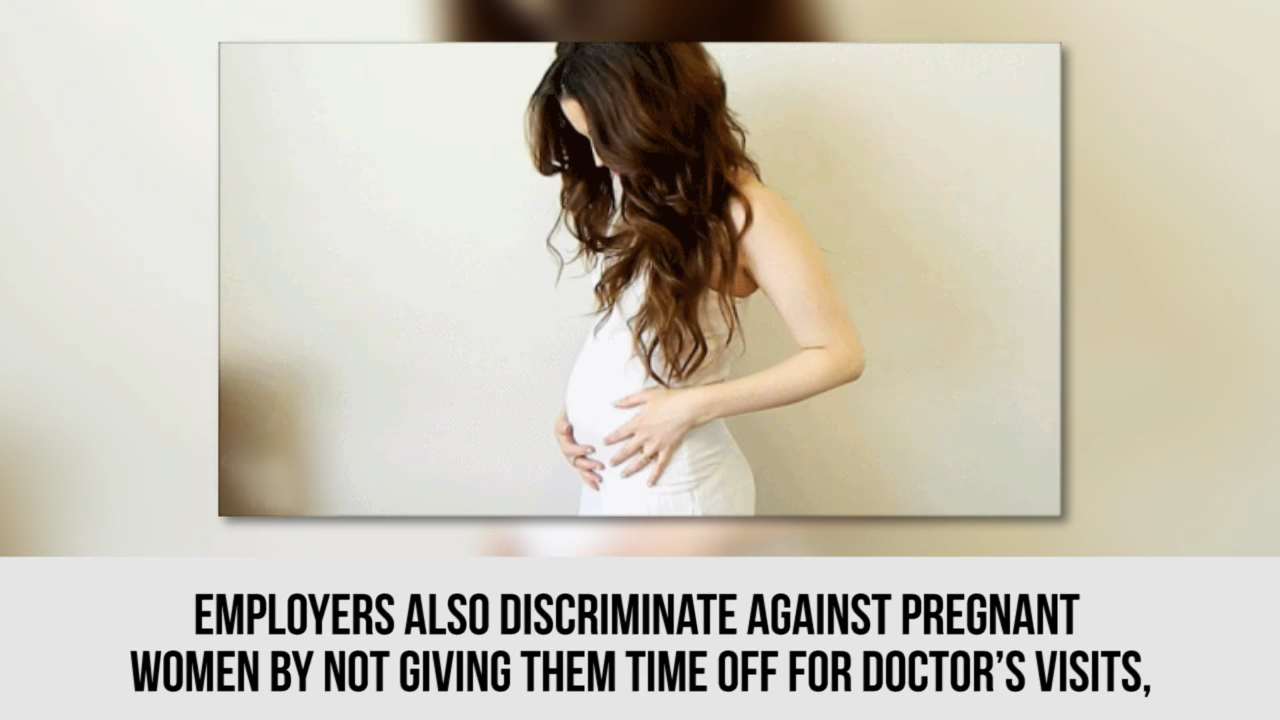 EMPLOYERS ALSO DISCRIMINATE AGAINST PREGNANT
WOMEN BY NOT GIVING THEM TIME OFF FOR DOCTOR’S VISITS,